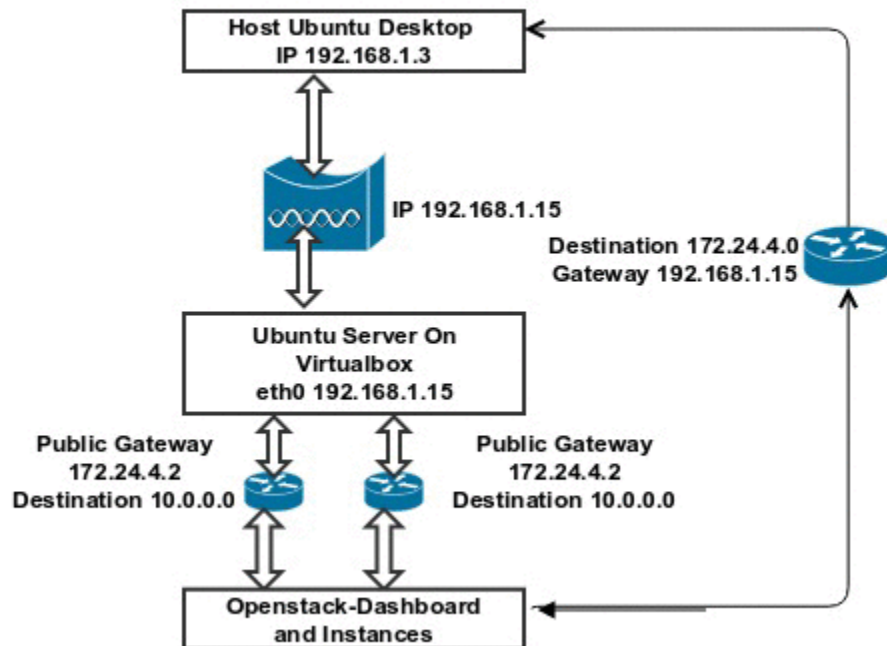 Host Ubuntu Desktop
IP 192.168.1.3
IP 192.168.1.15
Destination 172.24.4.0
Gateway 192.168.1.15
Ubuntu Server On
Virtualbox
eth0 192.168.1.15
Public Gateway
172.24.4.2
Destination 10.0.0.0
Public Gateway
172.24.4.2
Destination 10.0.0.0
Openstack-Dashboard
and Instances